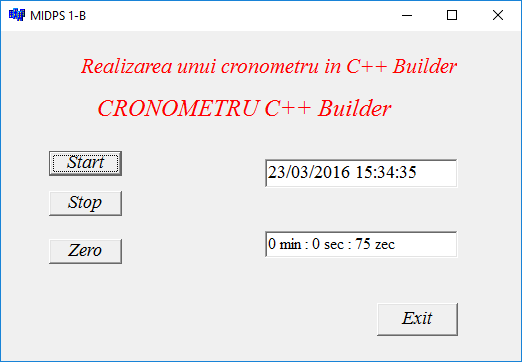 MIDPS 1-B
Realizarea unui cronometru in C++ Builder
CRONOMETRU C++ Builder
Start
23/03/2016 15:34:35
Stop
0 min : 0 sec : 75 zec
Zero
Exit